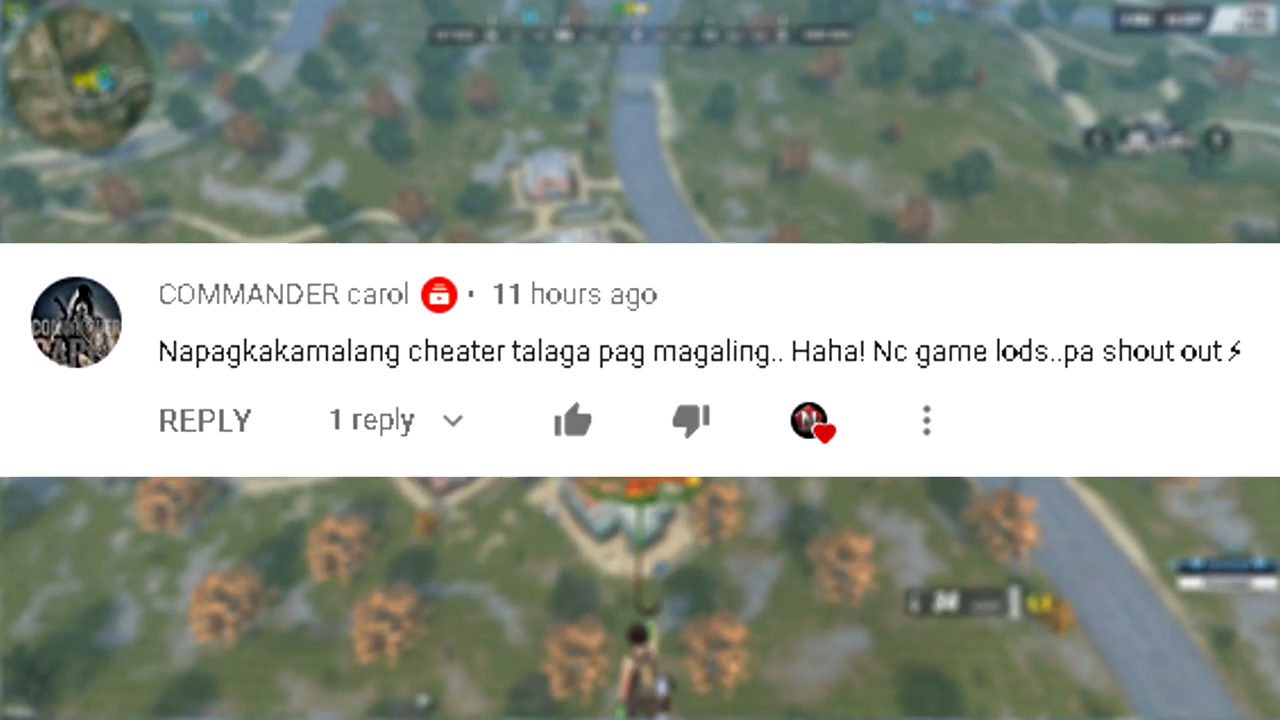 COMMANDER carol · 11 hours ago
Napagkakamalang cheater talaga pag magaling.. Haha! Nc game lods..pa shout out⚡
REPLY 1 reply